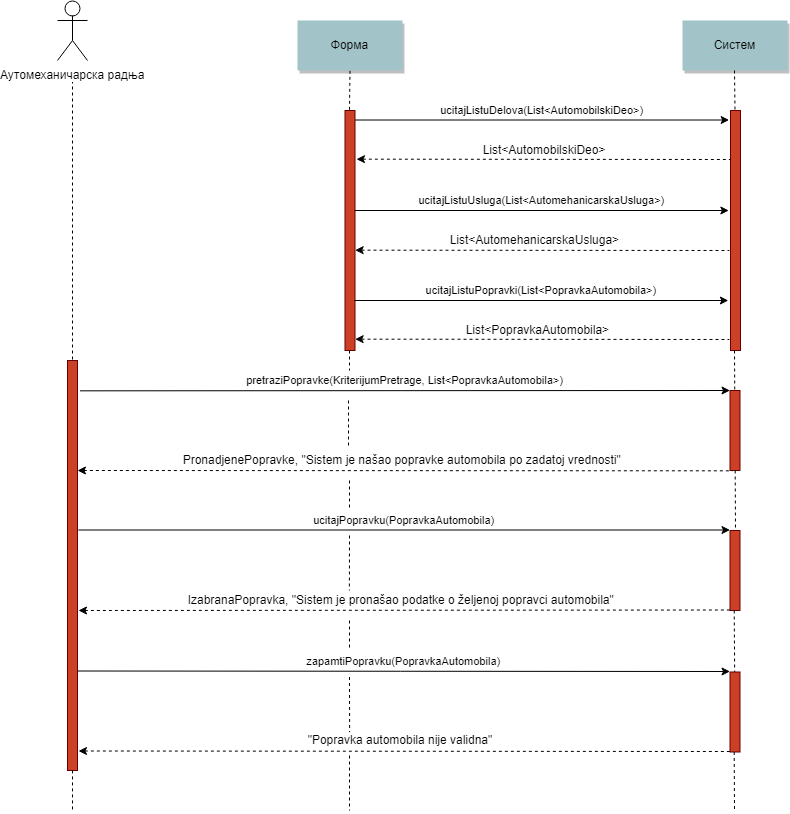 Форма
Систем
Аутомеханичарска радња
ucitajListuDelova(List<AutomobilskiDeo>)
List<AutomobilskiDeo>
ucitajListuUsluga(List<AutomehanicarskaUsluga>)
List<AutomehanicarskaUsluga>
ucitajListuPopravki(List<PopravkaAutomobila>)
List<PopravkaAutomobila>
pretraziPopravke(KriterijumPretrage, List<PopravkaAutomobila>)
PronadjenePopravke, "Sistem je našao popravke automobila po zadatoj vrednosti"
ucitajPopravku(PopravkaAutomobila)
IzabranaPopravka, "Sistem je pronašao podatke o željenoj popravci automobila"
zapamtiPopravku(PopravkaAutomobila)
"Popravka automobila nije validna"